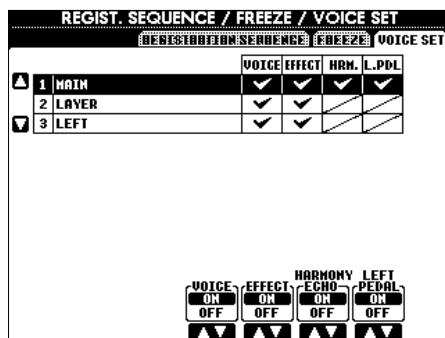 REGIST. SEQUENCE / FREEZE / VOICE SET
REGISTRATION SEQUENCE FREEZE VOICE SET
VOICE EFFECT HRM. L.PDL
1 MAIN
2 LAYER
3 LEFT
VOICE EFFECT HARMONY ECHO LEFT PEDAL
ON ON ON ON
OFF OFF OFF OFF